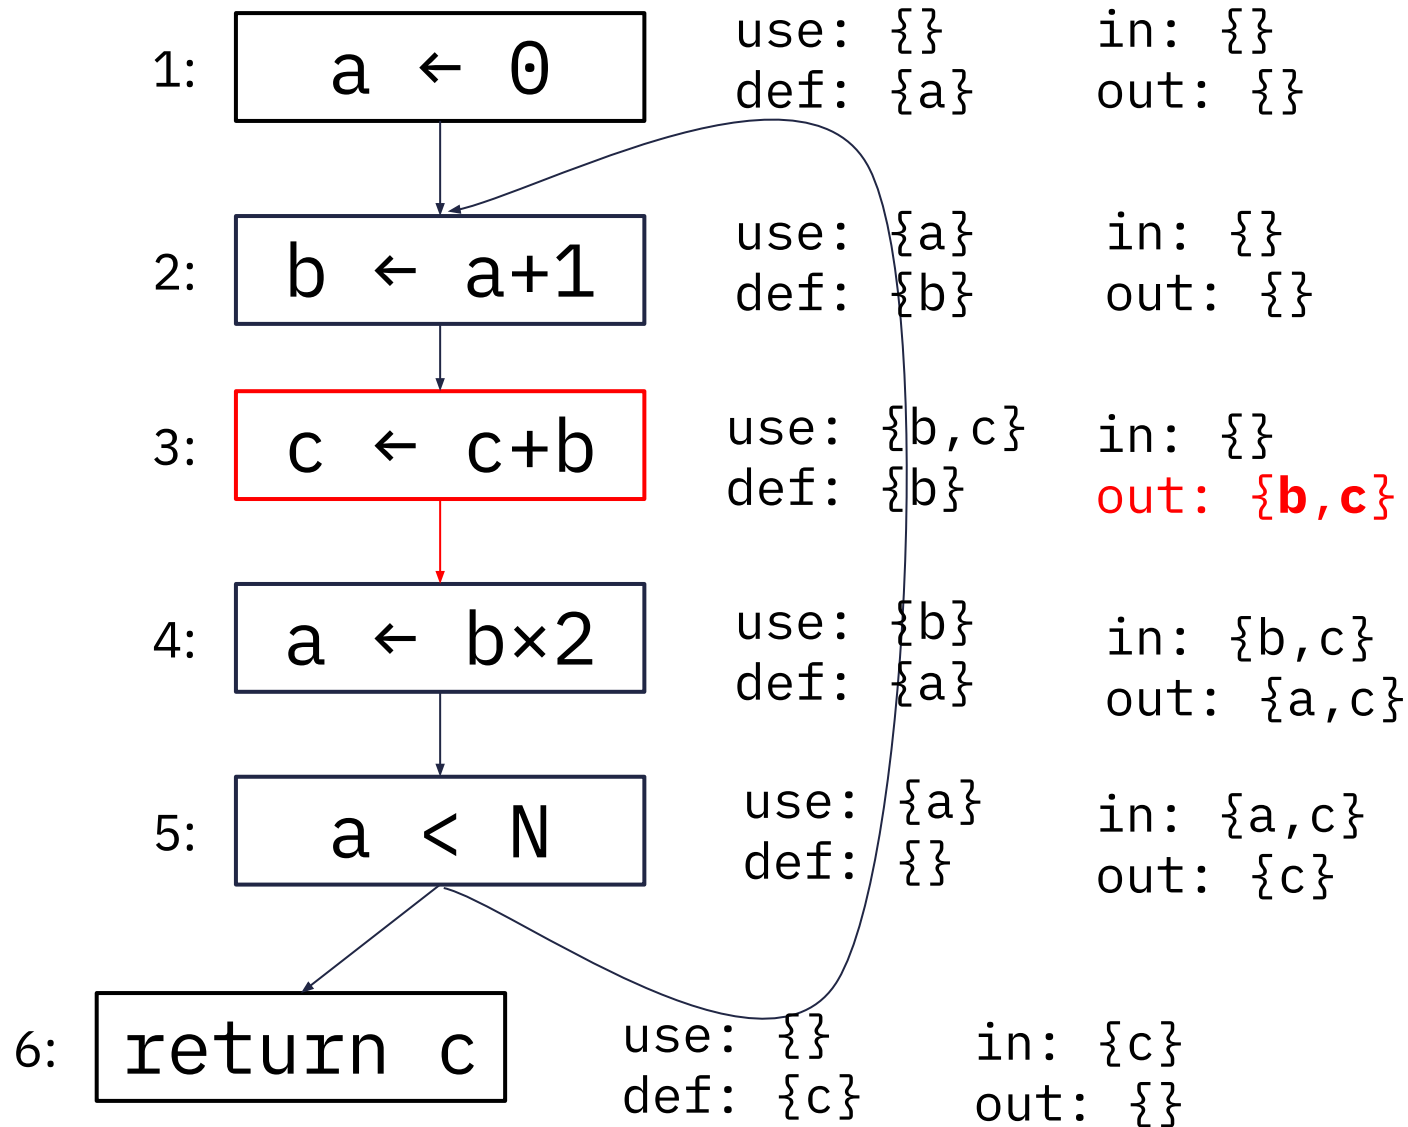 1: a ← 0 use: {} in: {}
def: {a} out: {}
2: b ← a+1 use: {a} in: {}
def: {b} out: {}
3: c ← c+b use: {b,c} in: {}
def: {b} out: {b,c}
4: a ← b×2 use: {b} in: {b,c}
def: {a} out: {a,c}
5: a < N use: {a} in: {a,c}
def: {} out: {c}
6: return c use: {} in: {c}
def: {c} out: {}